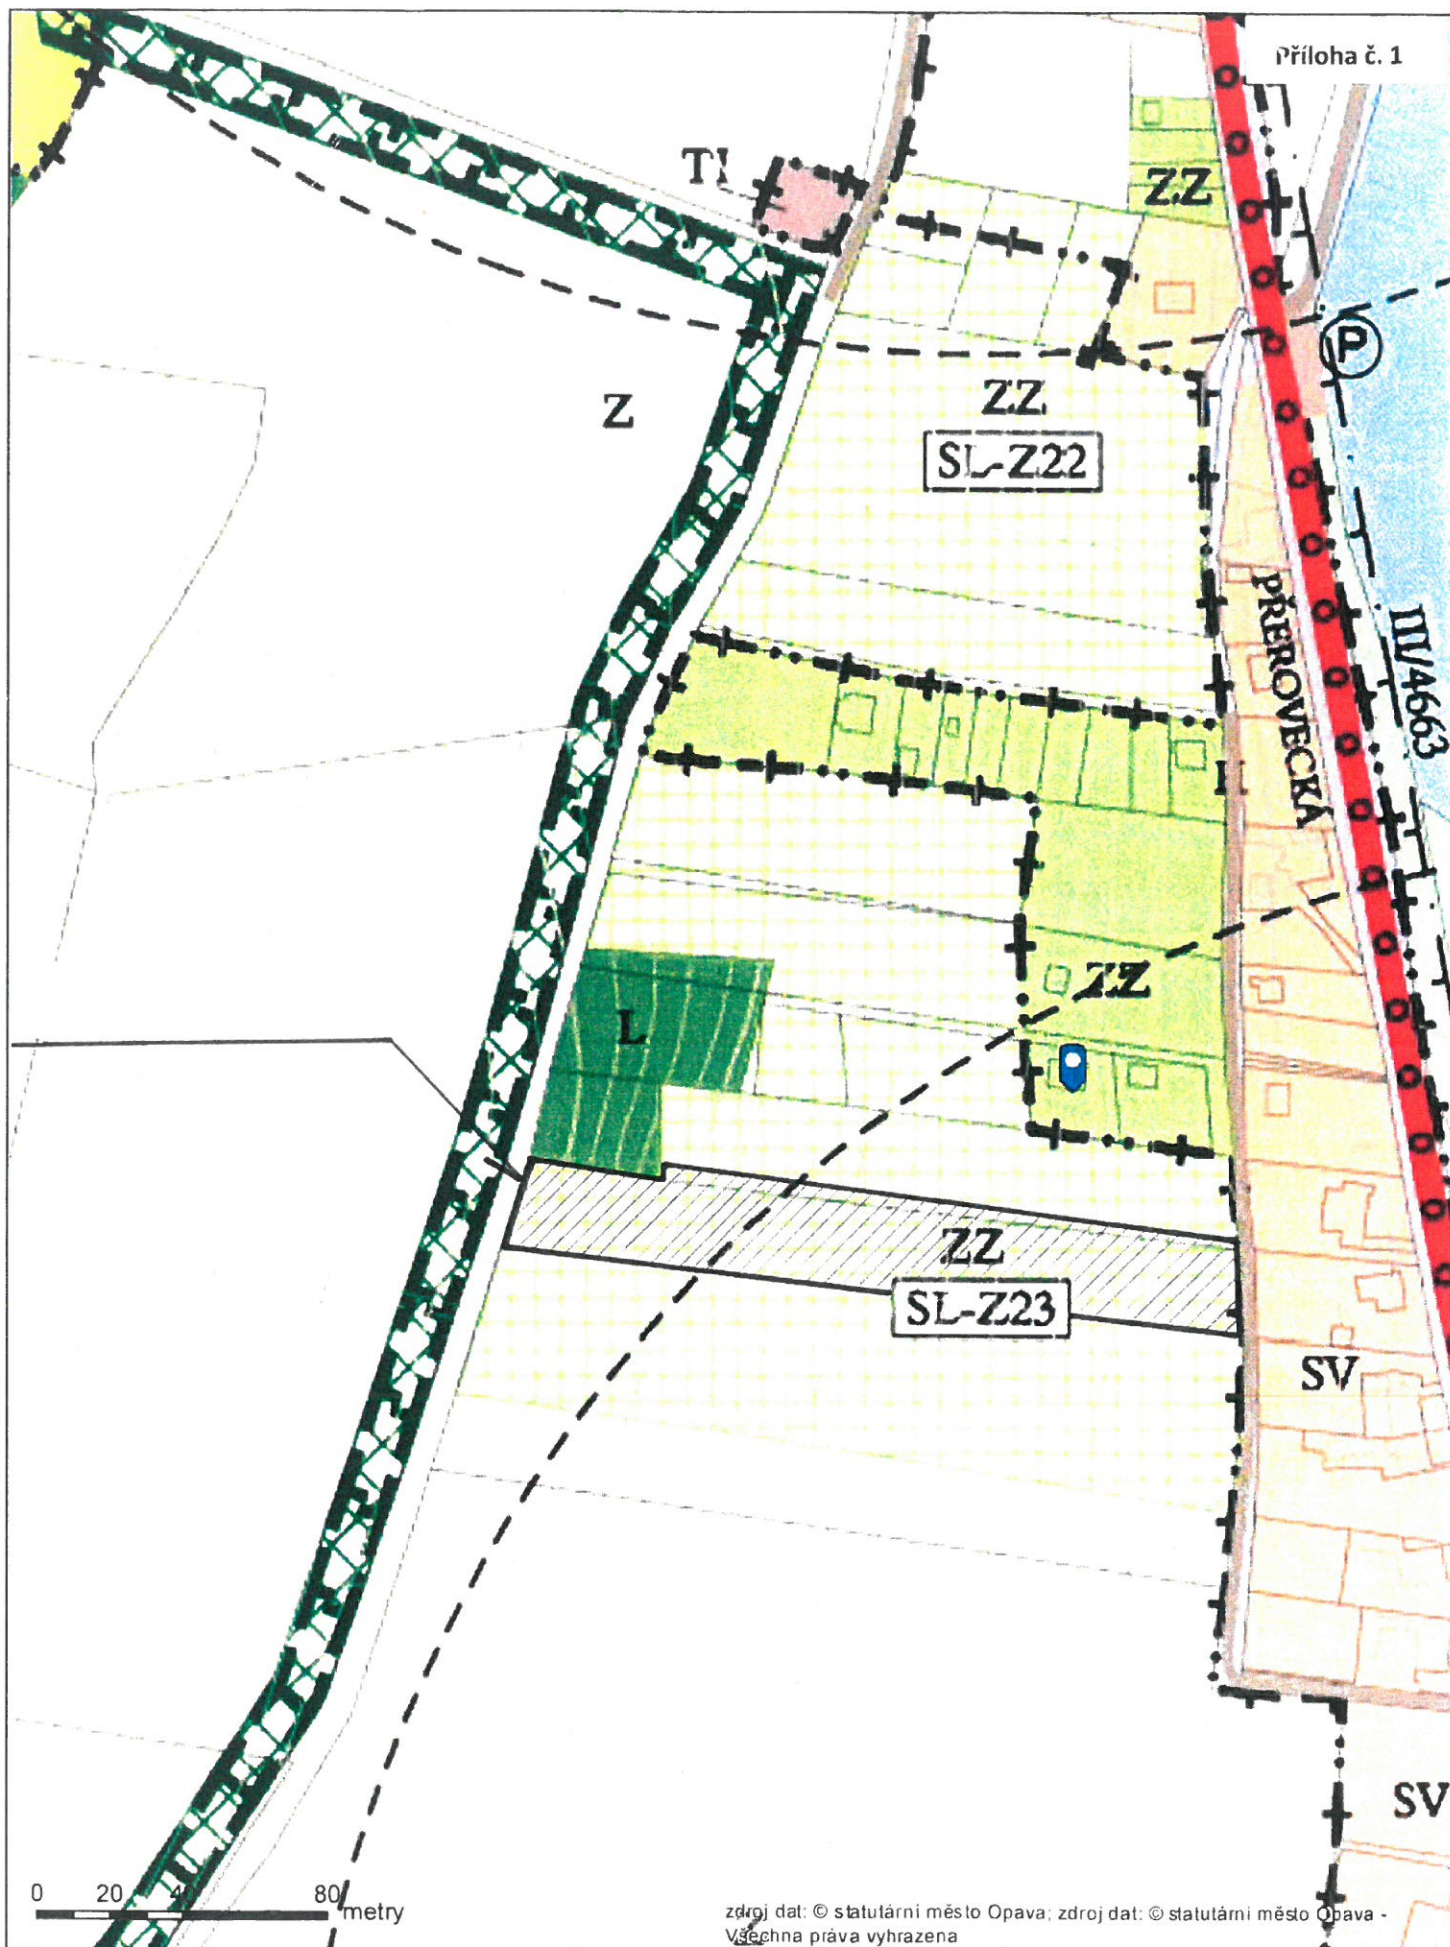 Příloha č. 1
TI
ZZ
P
Z
ZZ
SL-Z22
PŘEROVECKÁ
III/4663
ZZ
L
ZZ
SL-Z23
SV
SV
0 20 40 80 metry
zdroj dat: © statutární město Opava; zdroj dat: © statutární město Opava -
Všechna práva vyhrazena